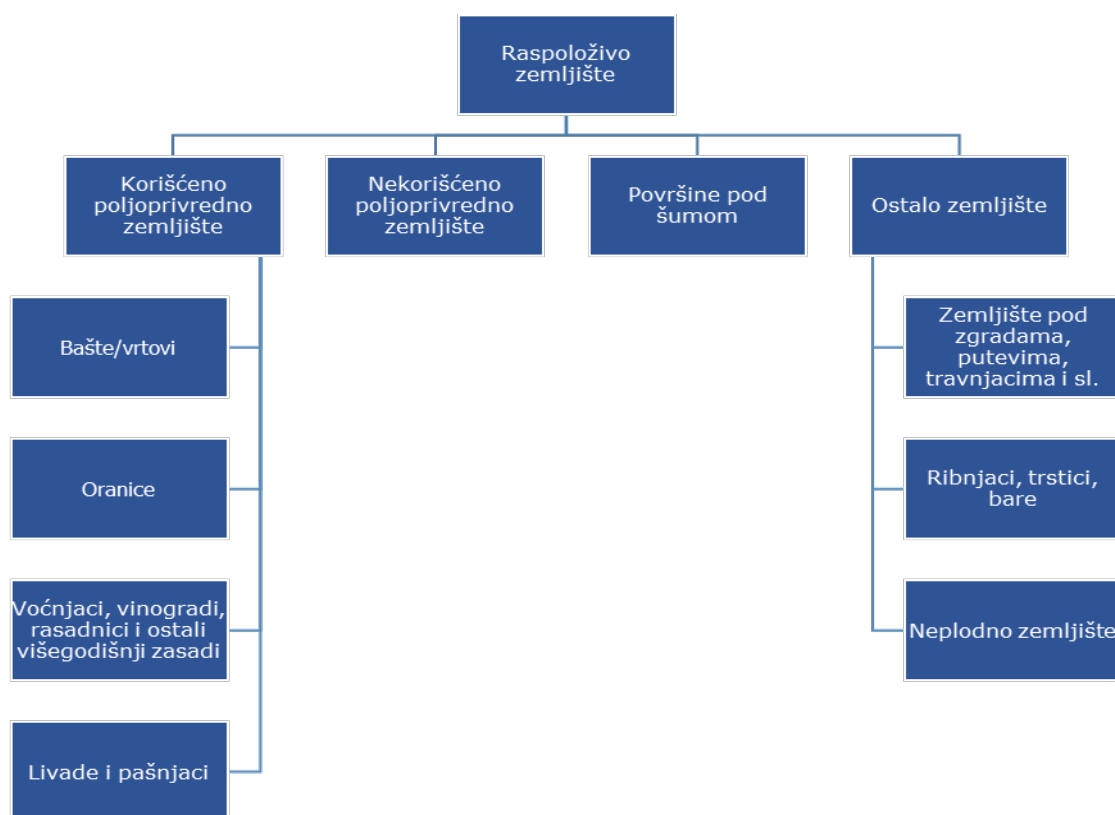 Raspoloživo
zemljište
Korišćeno
poljoprivredno
zemljište
Nekorišćeno
poljoprivredno
zemljište
Površine pod
šumom
Ostalo zemljište
Bašte/vrtovi
Oranice
Voćnjaci, vinogradi,
rasadnici i ostali
višegodišnji zasadi
Livade i pašnjaci
Zemljište pod
zgradama,
putevima,
travnjacima i sl.
Ribnjaci, trstici,
bare
Neplodno zemljište